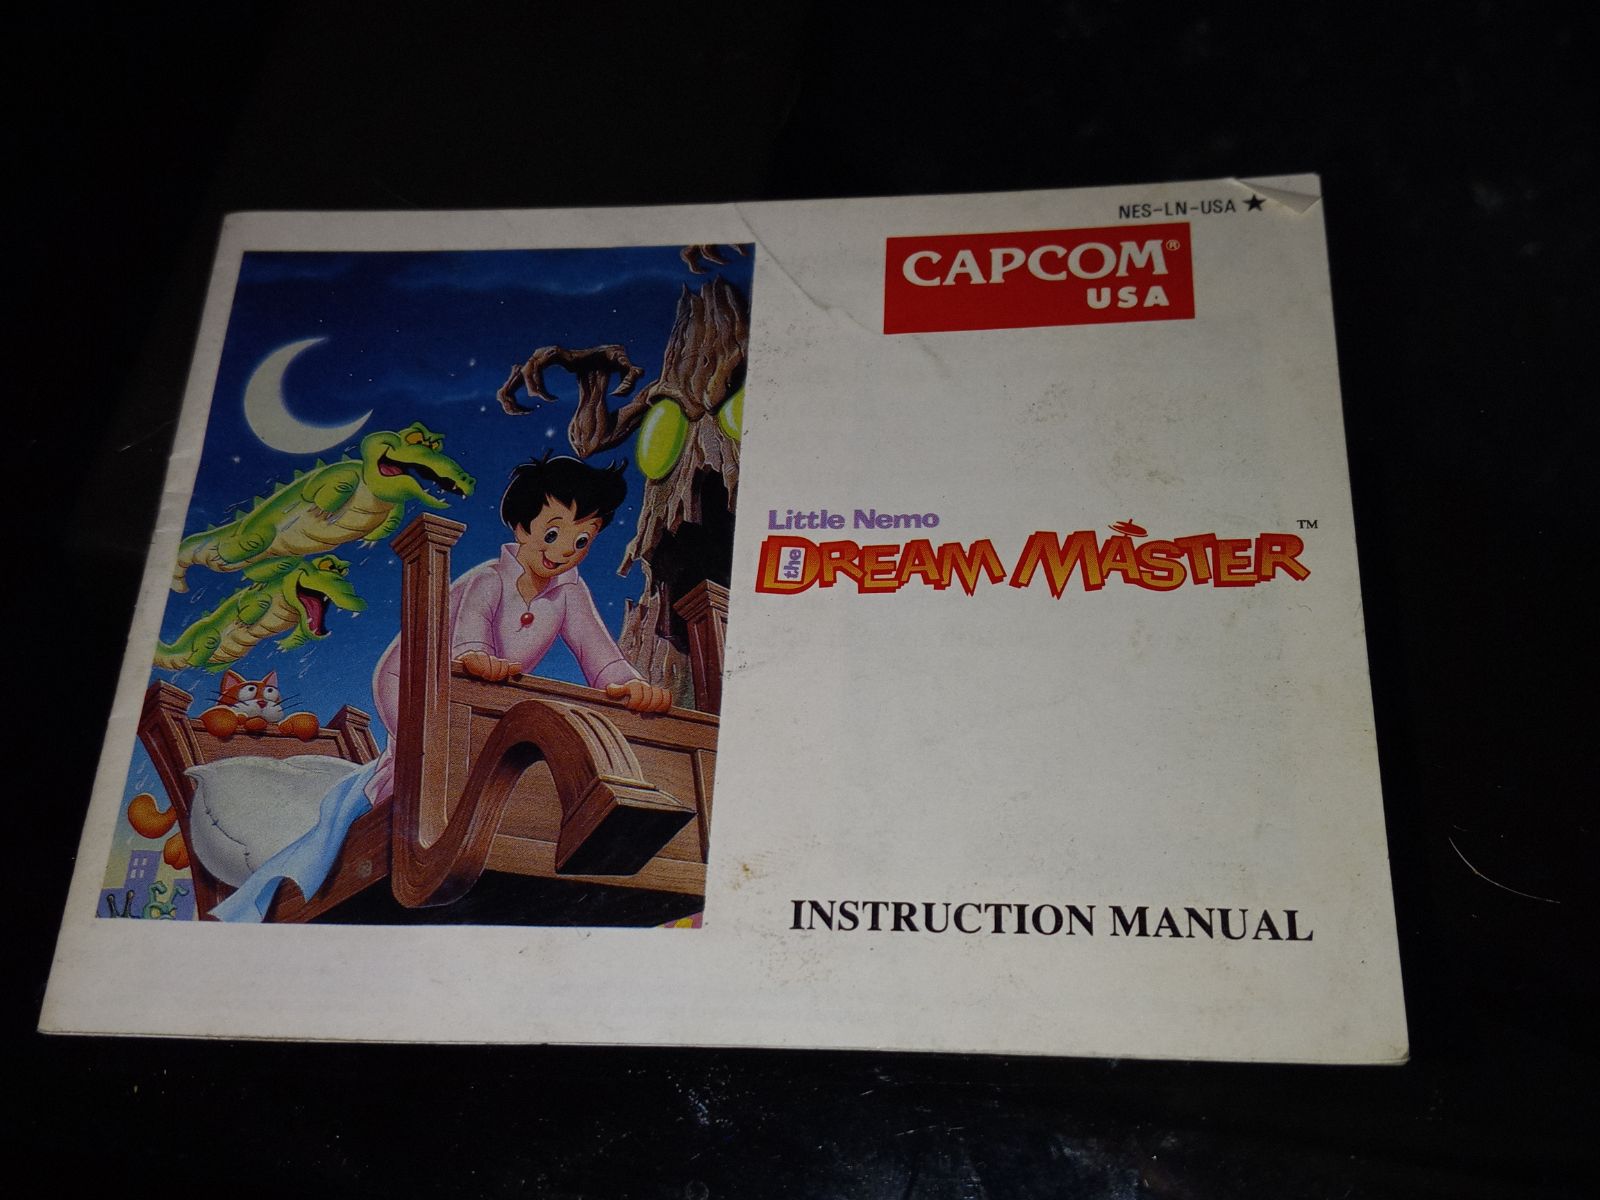 NES-LN-USA ★
CAPCOM®
USA
Little Nemo
the DREAM MASTER™
INSTRUCTION MANUAL